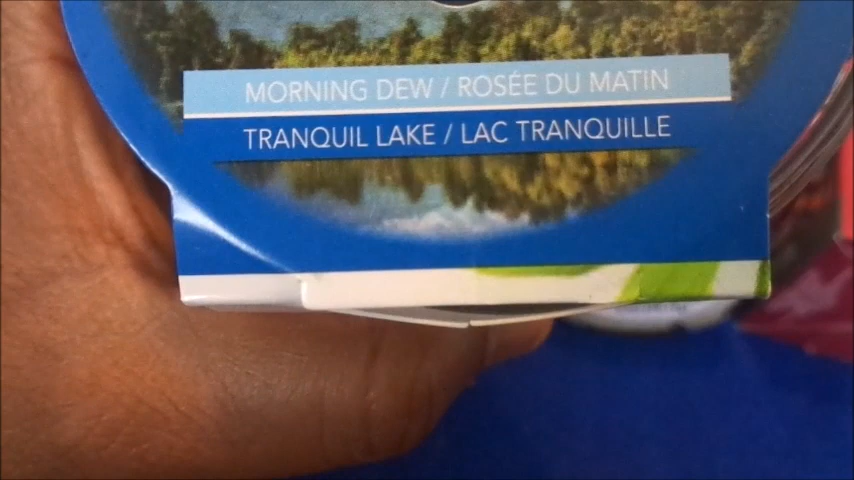 MORNING DEW / ROSÉE DU MATIN
TRANQUIL LAKE / LAC TRANQUILLE